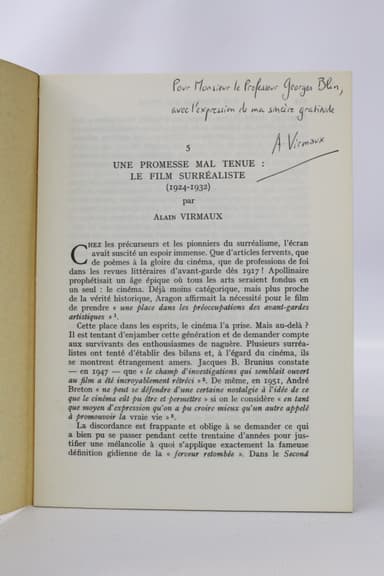 Pour Monsieur le Professeur Georges Blin,
avec l'expression de ma sincère gratitude
A Virmaux
5
UNE PROMESSE MAL TENUE :
LE FILM SURRÉALISTE
(1924-1932)
par
ALAIN VIRMAUX
CHEZ les précurseurs et les pionniers du surréalisme, l'écran
avait suscité un espoir immense. Que d'articles fervents, que
de poèmes à la gloire du cinéma, que de professions de foi
dans les revues littéraires d'avant-garde dès 1917 ! Apollinaire
prophétisait un âge épique où tous les arts seraient fondus en
un seul : le cinéma. Déjà moins catégorique, mais plus proche
de la vérité historique, Aragon affirmait la nécessité pour le film
de prendre « une place dans les préoccupations des avant-gardes
artistiques » ¹.
Cette place dans les esprits, le cinéma l'a prise. Mais au-delà ?
Il est tentant d'enjamber cette génération et de demander compte
aux survivants des enthousiasmes de naguère. Plusieurs surréa-
listes ont tenté d'établir des bilans et, à l'égard du cinéma, ils
se montrent étrangement amers. Jacques B. Brunius constate
— en 1947 — que « le champ d'investigations qui semblait ouvert
au film a été incroyablement rétréci » ². De même, en 1951, André
Breton « ne peut se défendre d'une certaine nostalgie à l'idée de ce
que le cinéma eût pu être et permettre » si on le considère « en tant
que moyen d'expression qu'on a pu croire mieux qu'un autre appelé
à promouvoir la vraie vie » ³.
La discordance est frappante et oblige à se demander ce qui
a bien pu se passer pendant cette trentaine d'années pour jus-
tifier une mélancolie à quoi s'applique exactement la fameuse
définition gidienne de la « ferveur retombée ». Dans le Second